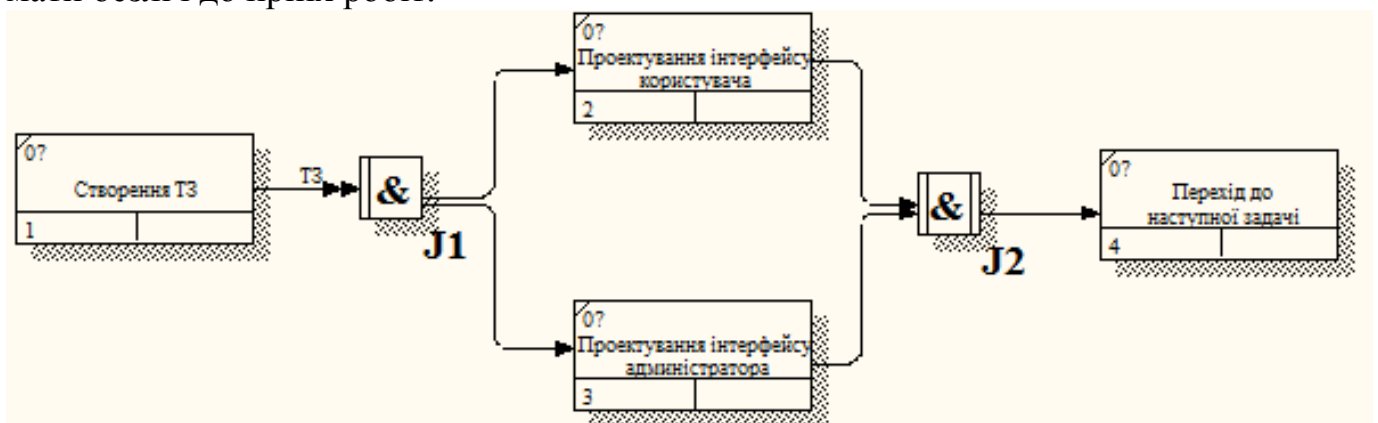 0?
Проектування інтерфейсу
користувача
2
0?
Створення ТЗ
1
ТЗ
&
J1
&
J2
0?
Перехід до
наступної задачі
4
0?
Проектування інтерфейсу
адміністратора
3